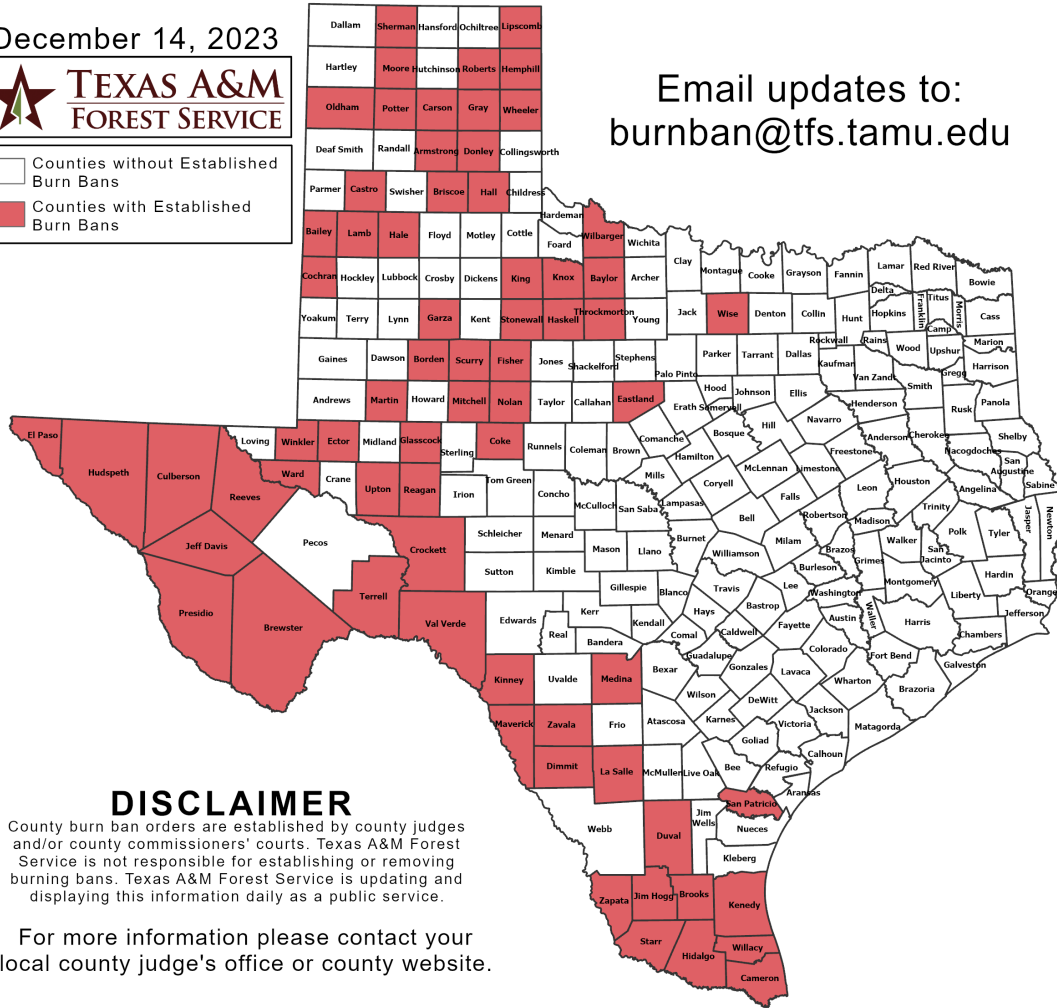 December 14, 2023
TEXAS A&M
FOREST SERVICE
Counties without Established
Burn Bans
Counties with Established
Burn Bans
Email updates to:
burnban@tfs.tamu.edu
Dallam Sherman Hansford Ochiltree Lipscomb
Hartley Moore Hutchinson Roberts Hemphill
Oldham Potter Carson Gray Wheeler
Deaf Smith Randall Armstrong Donley Collingsworth
Parmer Castro Swisher Briscoe Hall Childress
Hardeman
Bailey Lamb Hale Floyd Motley Cottle Foard Wilbarger Wichita
Clay Montague Cooke Grayson Fannin Lamar Red River Bowie
Cochran Hockley Lubbock Crosby Dickens King Knox Baylor Archer
Delta Franklin Titus Morris Cass
Yoakum Terry Lynn Garza Kent Stonewall Haskell Throckmorton Young Jack Wise Denton Collin Hunt Hopkins
Camp
Rockwall Rains Wood Upshur Marion
Gaines Dawson Borden Scurry Fisher Jones Shackelford Stephens Palo Pinto Parker Tarrant Dallas Kaufman Van Zandt Gregg Harrison
Andrews Martin Howard Mitchell Nolan Taylor Callahan Eastland Erath Hood Somervell Johnson Ellis Henderson Smith Rusk Panola
El Paso Loving Winkler Ector Midland Glasscock Sterling Coke Runnels Coleman Brown Comanche Hamilton Bosque Hill Navarro Freestone Anderson Cherokee Nacogdoches Shelby
San
Augustine
Sabine
Hudspeth Culberson Reeves Ward Crane Upton Reagan Irion Tom Green Concho McCulloch San Saba Mills Lampasas Coryell McLennan Limestone Falls Leon Houston Angelina
Trinity Jasper Newton
Jeff Davis Pecos Crockett Schleicher Menard Mason Llano Burnet Bell Milam Robertson Madison Walker Polk Tyler
San
Jacinto
Sutton Kimble Williamson Brazos Grimes Burleson Montgomery Hardin
Presidio Brewster Terrell Val Verde Edwards Gillespie Blanco Travis Lee Washington Liberty Orange
Kerr Kendall Hays Bastrop Fayette Austin Waller Harris Jefferson
Real Bandera Comal Caldwell Colorado Fort Bend Chambers
Kinney Uvalde Medina Bexar Guadalupe Gonzales Lavaca Wharton Brazoria Galveston
Wilson DeWitt Jackson Matagorda
Maverick Zavala Frio Atascosa Karnes Goliad Victoria Calhoun
Dimmit La Salle McMullen Live Oak Bee Refugio
Aransas
San Patricio
Webb Duval
Jim
Wells
Nueces
Kleberg
Zapata Jim Hogg Brooks Kenedy
Starr Hidalgo Willacy
Cameron
DISCLAIMER
County burn ban orders are established by county judges
and/or county commissioners' courts. Texas A&M Forest
Service is not responsible for establishing or removing
burning bans. Texas A&M Forest Service is updating and
displaying this information daily as a public service.
For more information please contact your
local county judge's office or county website.